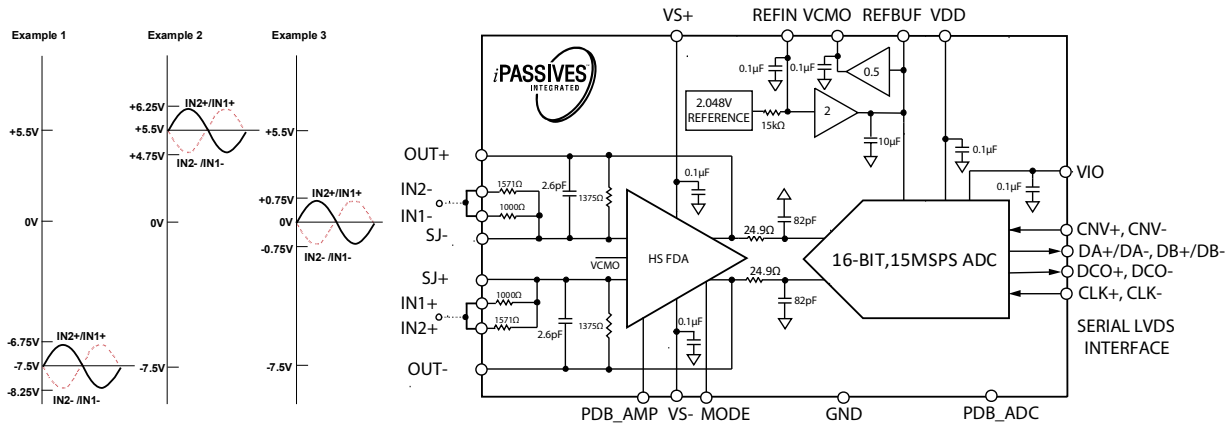 Example 1
Example 2
Example 3
+5.5V
0V
-6.75V
-7.5V
-8.25V
IN2+/IN1+
IN2- /IN1-
+6.25V
+5.5V
+4.75V
IN2+/IN1+
IN2- /IN1-
0V
-7.5V
+5.5V
+0.75V
0V
-0.75V
IN2+/IN1+
IN2- /IN1-
-7.5V
VS+
REFIN
VCMO
REFBUF
VDD
iPASSIVES™
INTEGRATED
0.1µF
0.1µF
0.5
2.048V
REFERENCE
15kΩ
2
10µF
0.1µF
0.1µF
VIO
OUT+
IN2-
IN1-
SJ-
SJ+
IN1+
IN2+
OUT-
1571Ω
1000Ω
2.6pF
1375Ω
0.1µF
82pF
24.9Ω
VCMO
HS FDA
24.9Ω
82pF
1000Ω
1571Ω
2.6pF
1375Ω
0.1µF
16-BIT,15MSPS ADC
CNV+, CNV-
DA+/DA-, DB+/DB-
DCO+, DCO-
CLK+, CLK-
SERIAL LVDS
INTERFACE
PDB_AMP
VS-
MODE
GND
PDB_ADC